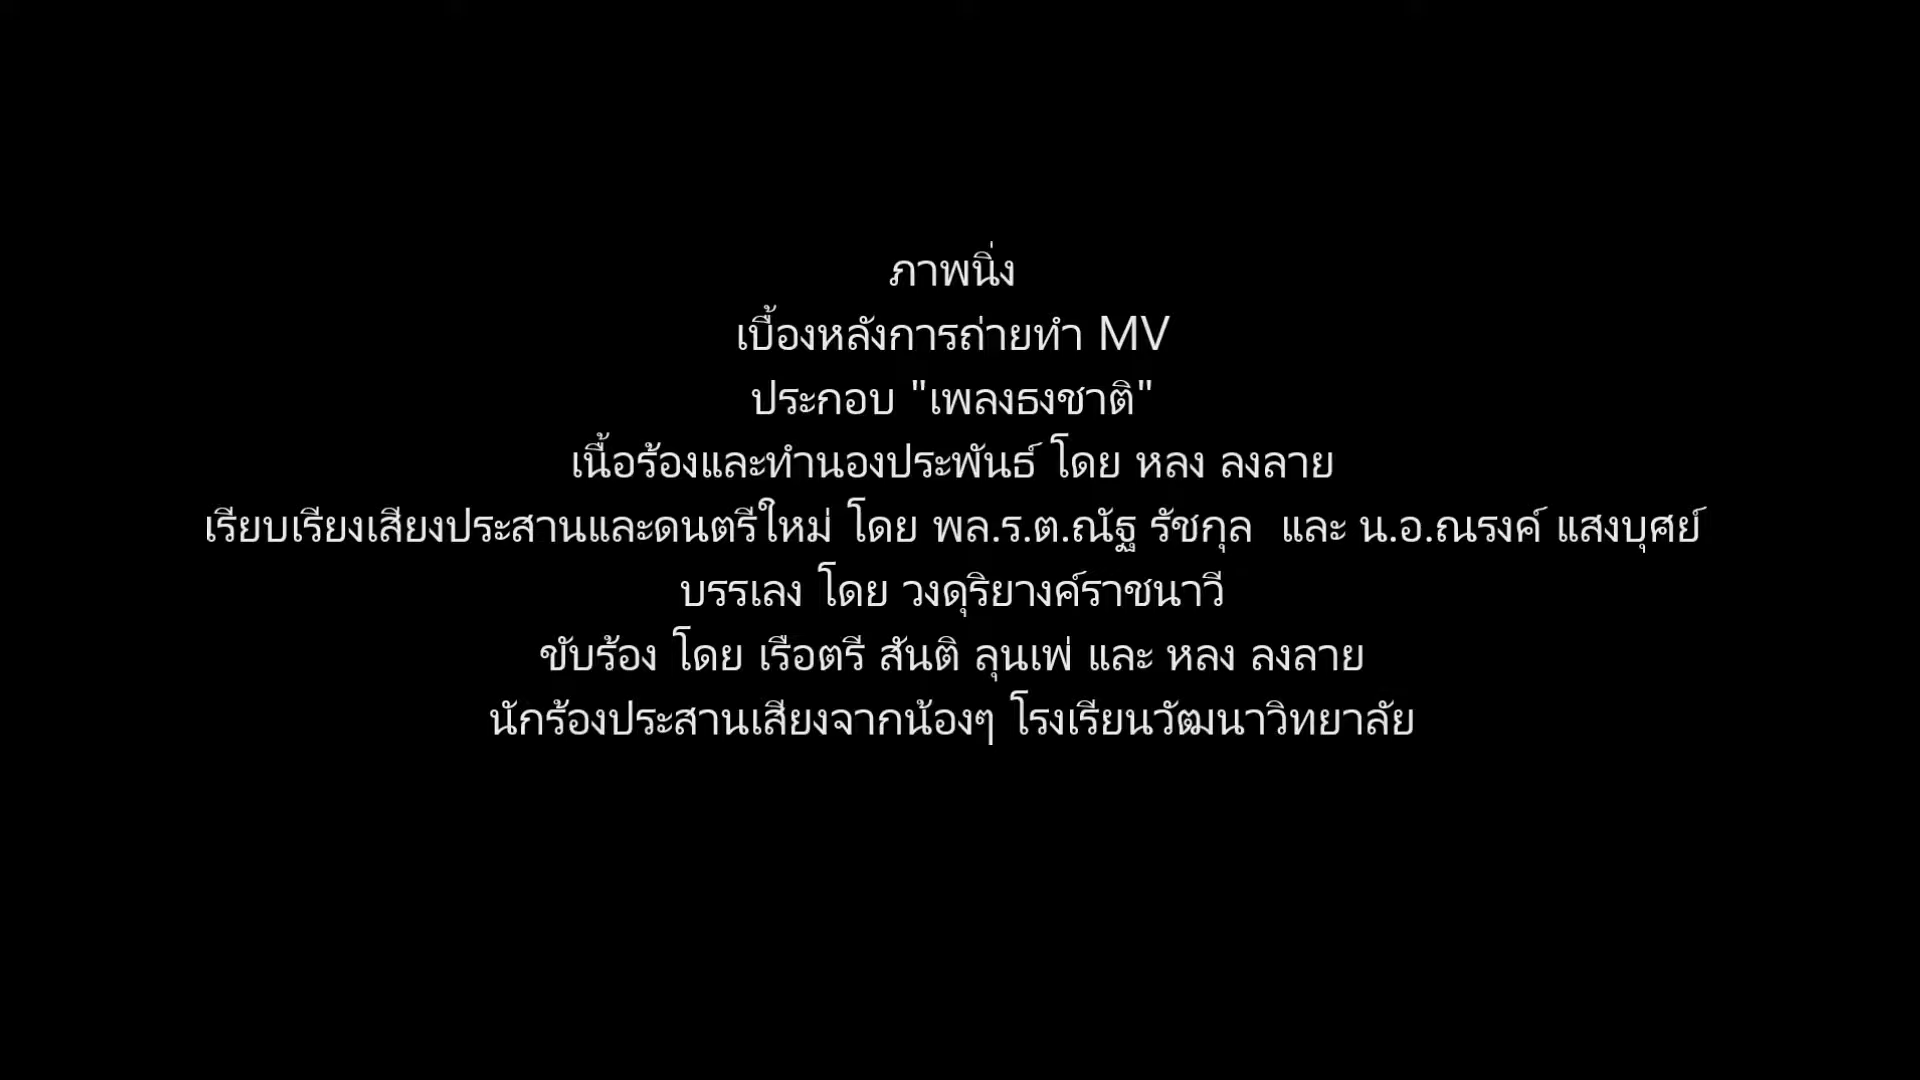 ภาพนิ่ง
เบื้องหลังการถ่ายทำ MV
ประกอบ "เพลงธงชาติ"
เนื้อร้องและทำนองประพันธ์ โดย หลง ลงลาย
เรียบเรียงเสียงประสานและดนตรีใหม่ โดย พล.ร.ต.ณัฐ รัชกุล และ น.อ.ณรงค์ แสงบุศย์
บรรเลง โดย วงดุริยางค์ราชนาวี
ขับร้อง โดย เรือตรี สันติ ลุนเพ่ และ หลง ลงลาย
นักร้องประสานเสียงจากน้องๆ โรงเรียนวัฒนาวิทยาลัย